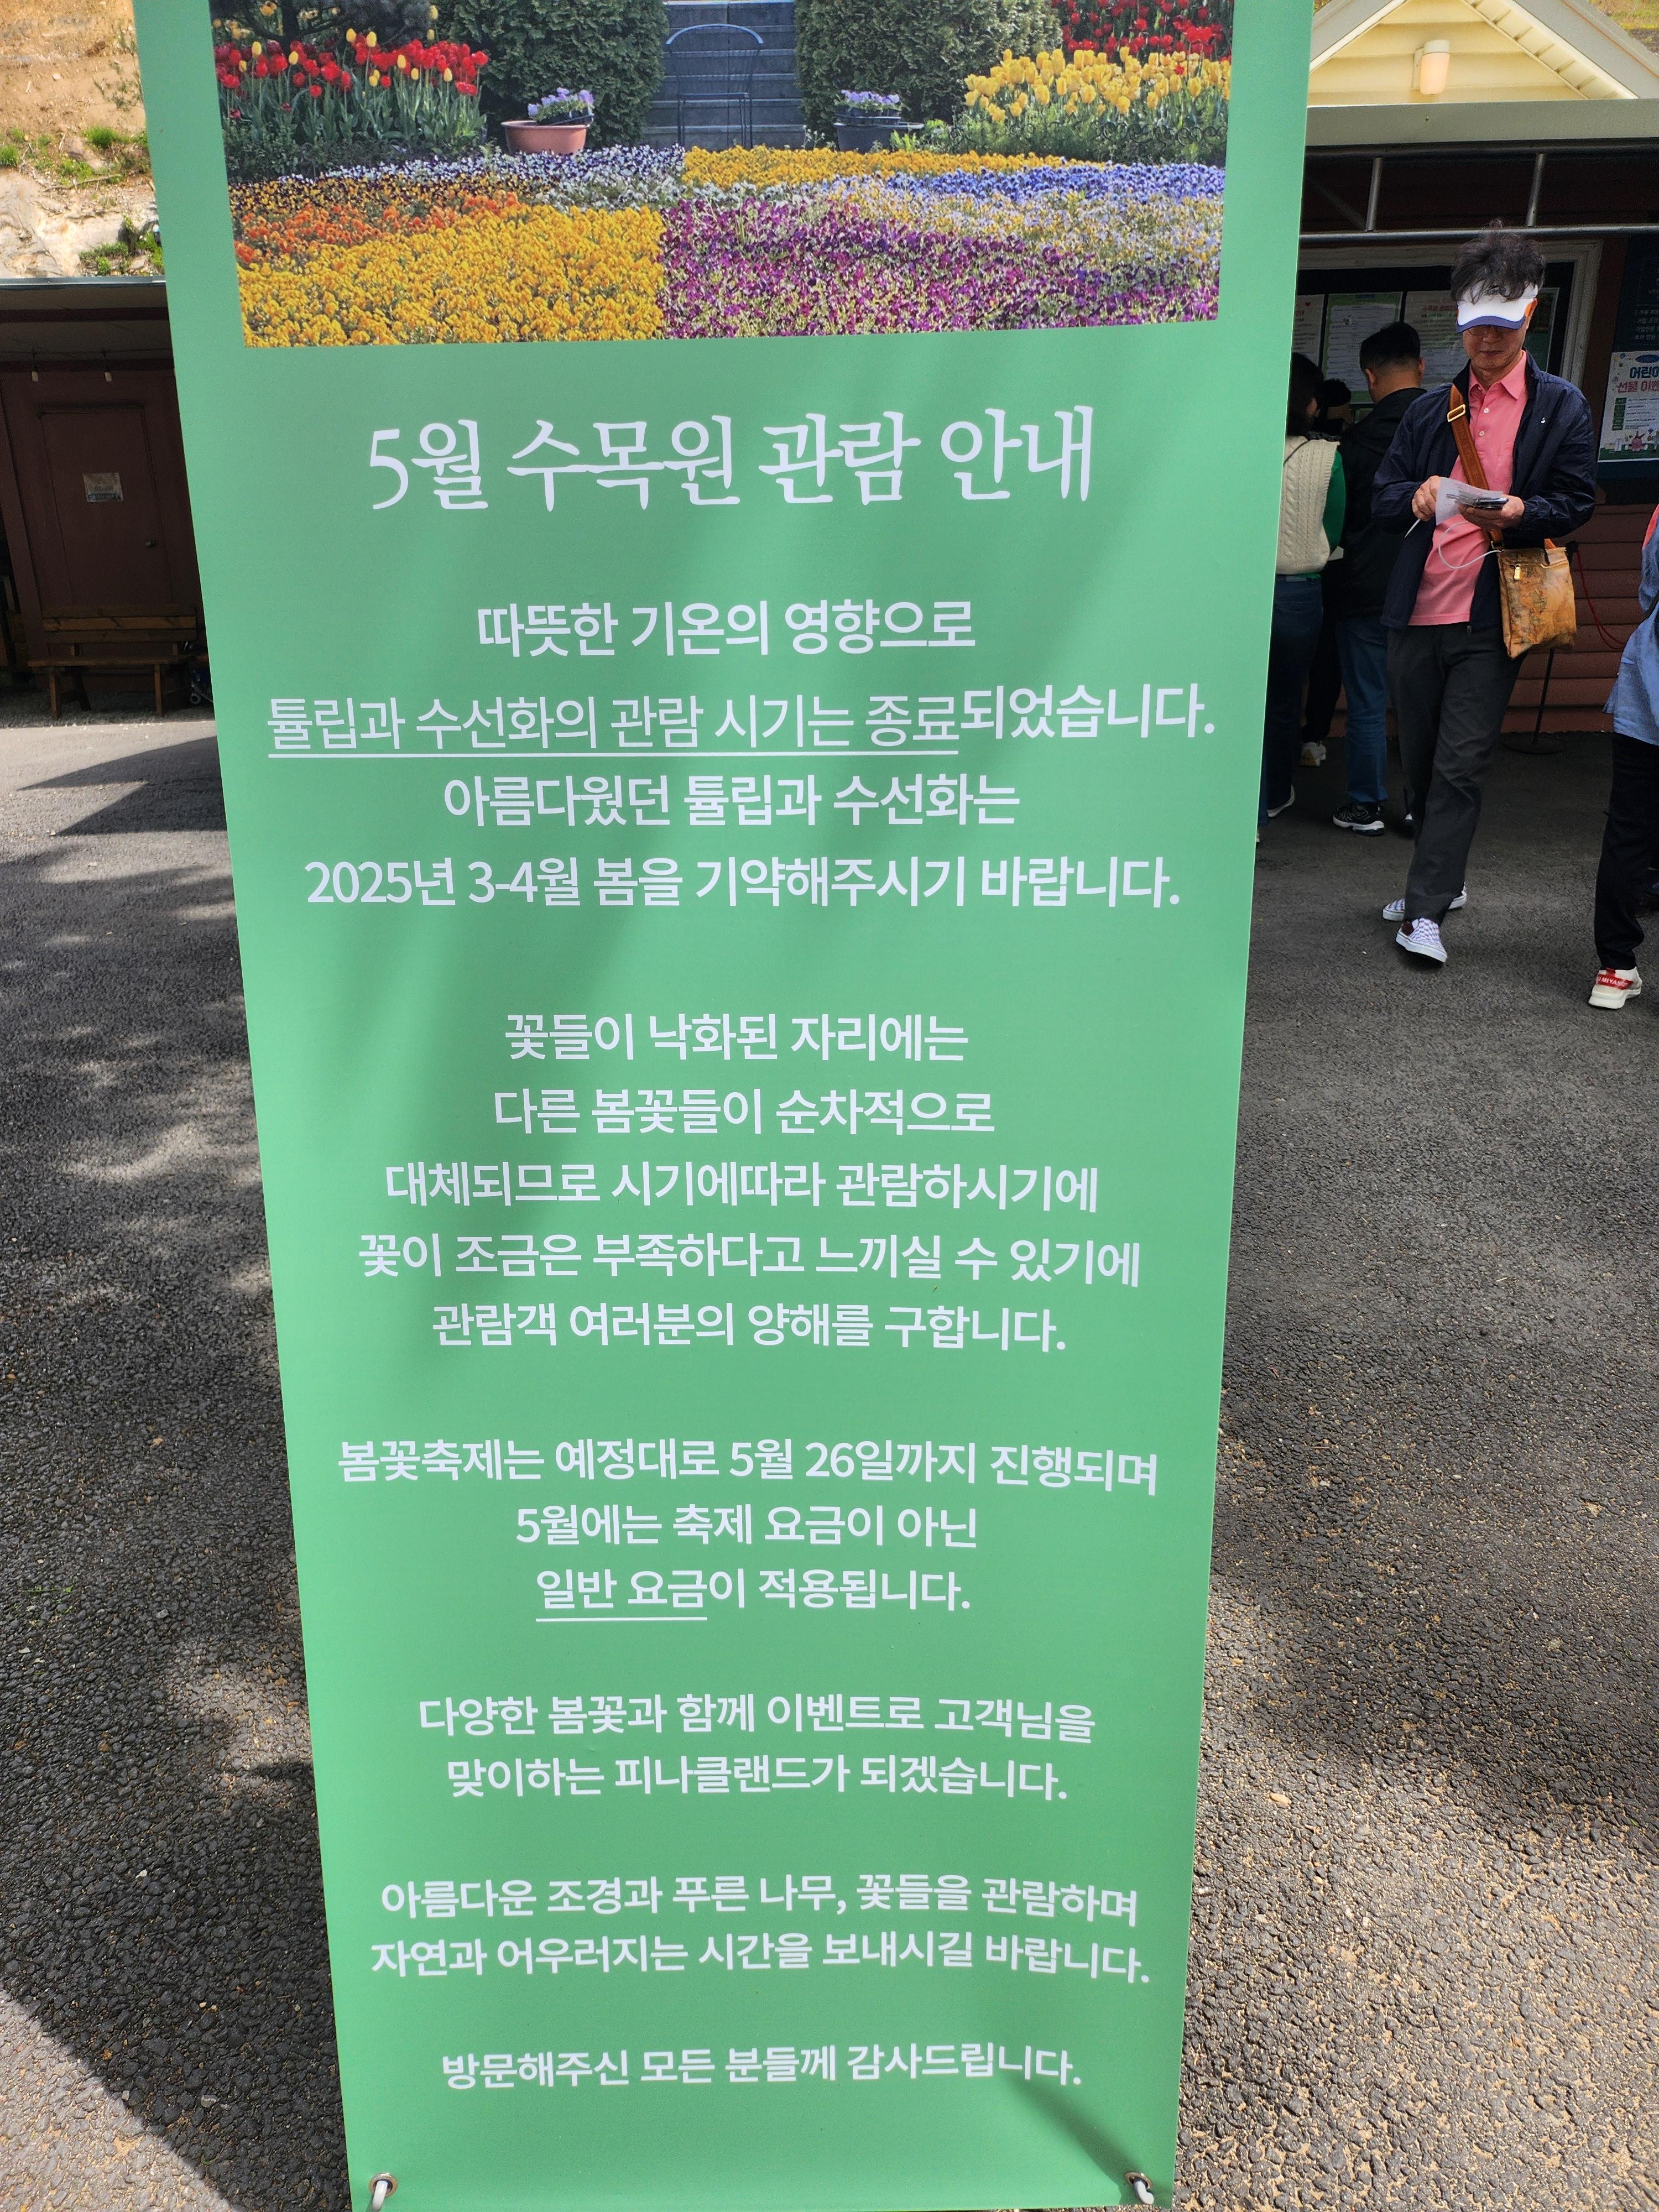 5월 수목원 관람 안내
따뜻한 기온의 영향으로
튤립과 수선화의 관람 시기는 종료되었습니다.
아름다웠던 튤립과 수선화는
2025년 3-4월 봄을 기약해주시기 바랍니다.
꽃들이 낙화된 자리에는
다른 봄꽃들이 순차적으로
대체되므로 시기에따라 관람하시기에
꽃이 조금은 부족하다고 느끼실 수 있기에
관람객 여러분의 양해를 구합니다.
봄꽃축제는 예정대로 5월 26일까지 진행되며
5월에는 축제 요금이 아닌
일반 요금이 적용됩니다.
다양한 봄꽃과 함께 이벤트로 고객님을
맞이하는 피나클랜드가 되겠습니다.
아름다운 조경과 푸른 나무, 꽃들을 관람하며
자연과 어우러지는 시간을 보내시길 바랍니다.
방문해주신 모든 분들께 감사드립니다.